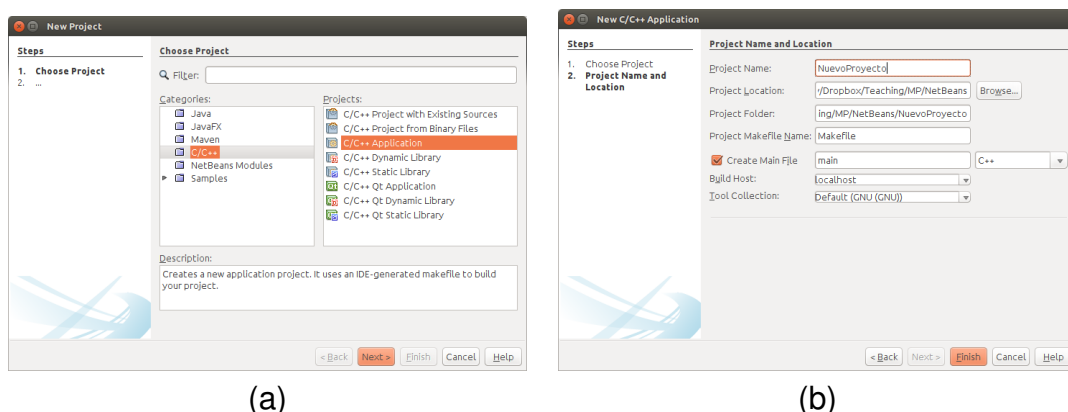 New Project
Steps
1. Choose Project
2. ...
Choose Project
Filter:
Categories:
Java
JavaFX
Maven
C/C++
NetBeans Modules
Samples
Projects:
C/C++ Project with Existing Sources
C/C++ Project from Binary Files
C/C++ Application
C/C++ Dynamic Library
C/C++ Static Library
C/C++ Qt Application
C/C++ Qt Dynamic Library
C/C++ Qt Static Library
Description:
Creates a new application project. It uses an IDE-generated makefile to build
your project.
< Back Next > Finish Cancel Help
(a)
New C/C++ Application
Steps
1. Choose Project
2. Project Name and
Location
Project Name and Location
Project Name: NuevoProyecto
Project Location: /Dropbox/Teaching/MP/NetBeans Browse...
Project Folder: ing/MP/NetBeans/NuevoProyecto
Project Makefile Name: Makefile
Create Main File main C++
Build Host: localhost
Tool Collection: Default (GNU (GNU))
< Back Next > Finish Cancel Help
(b)